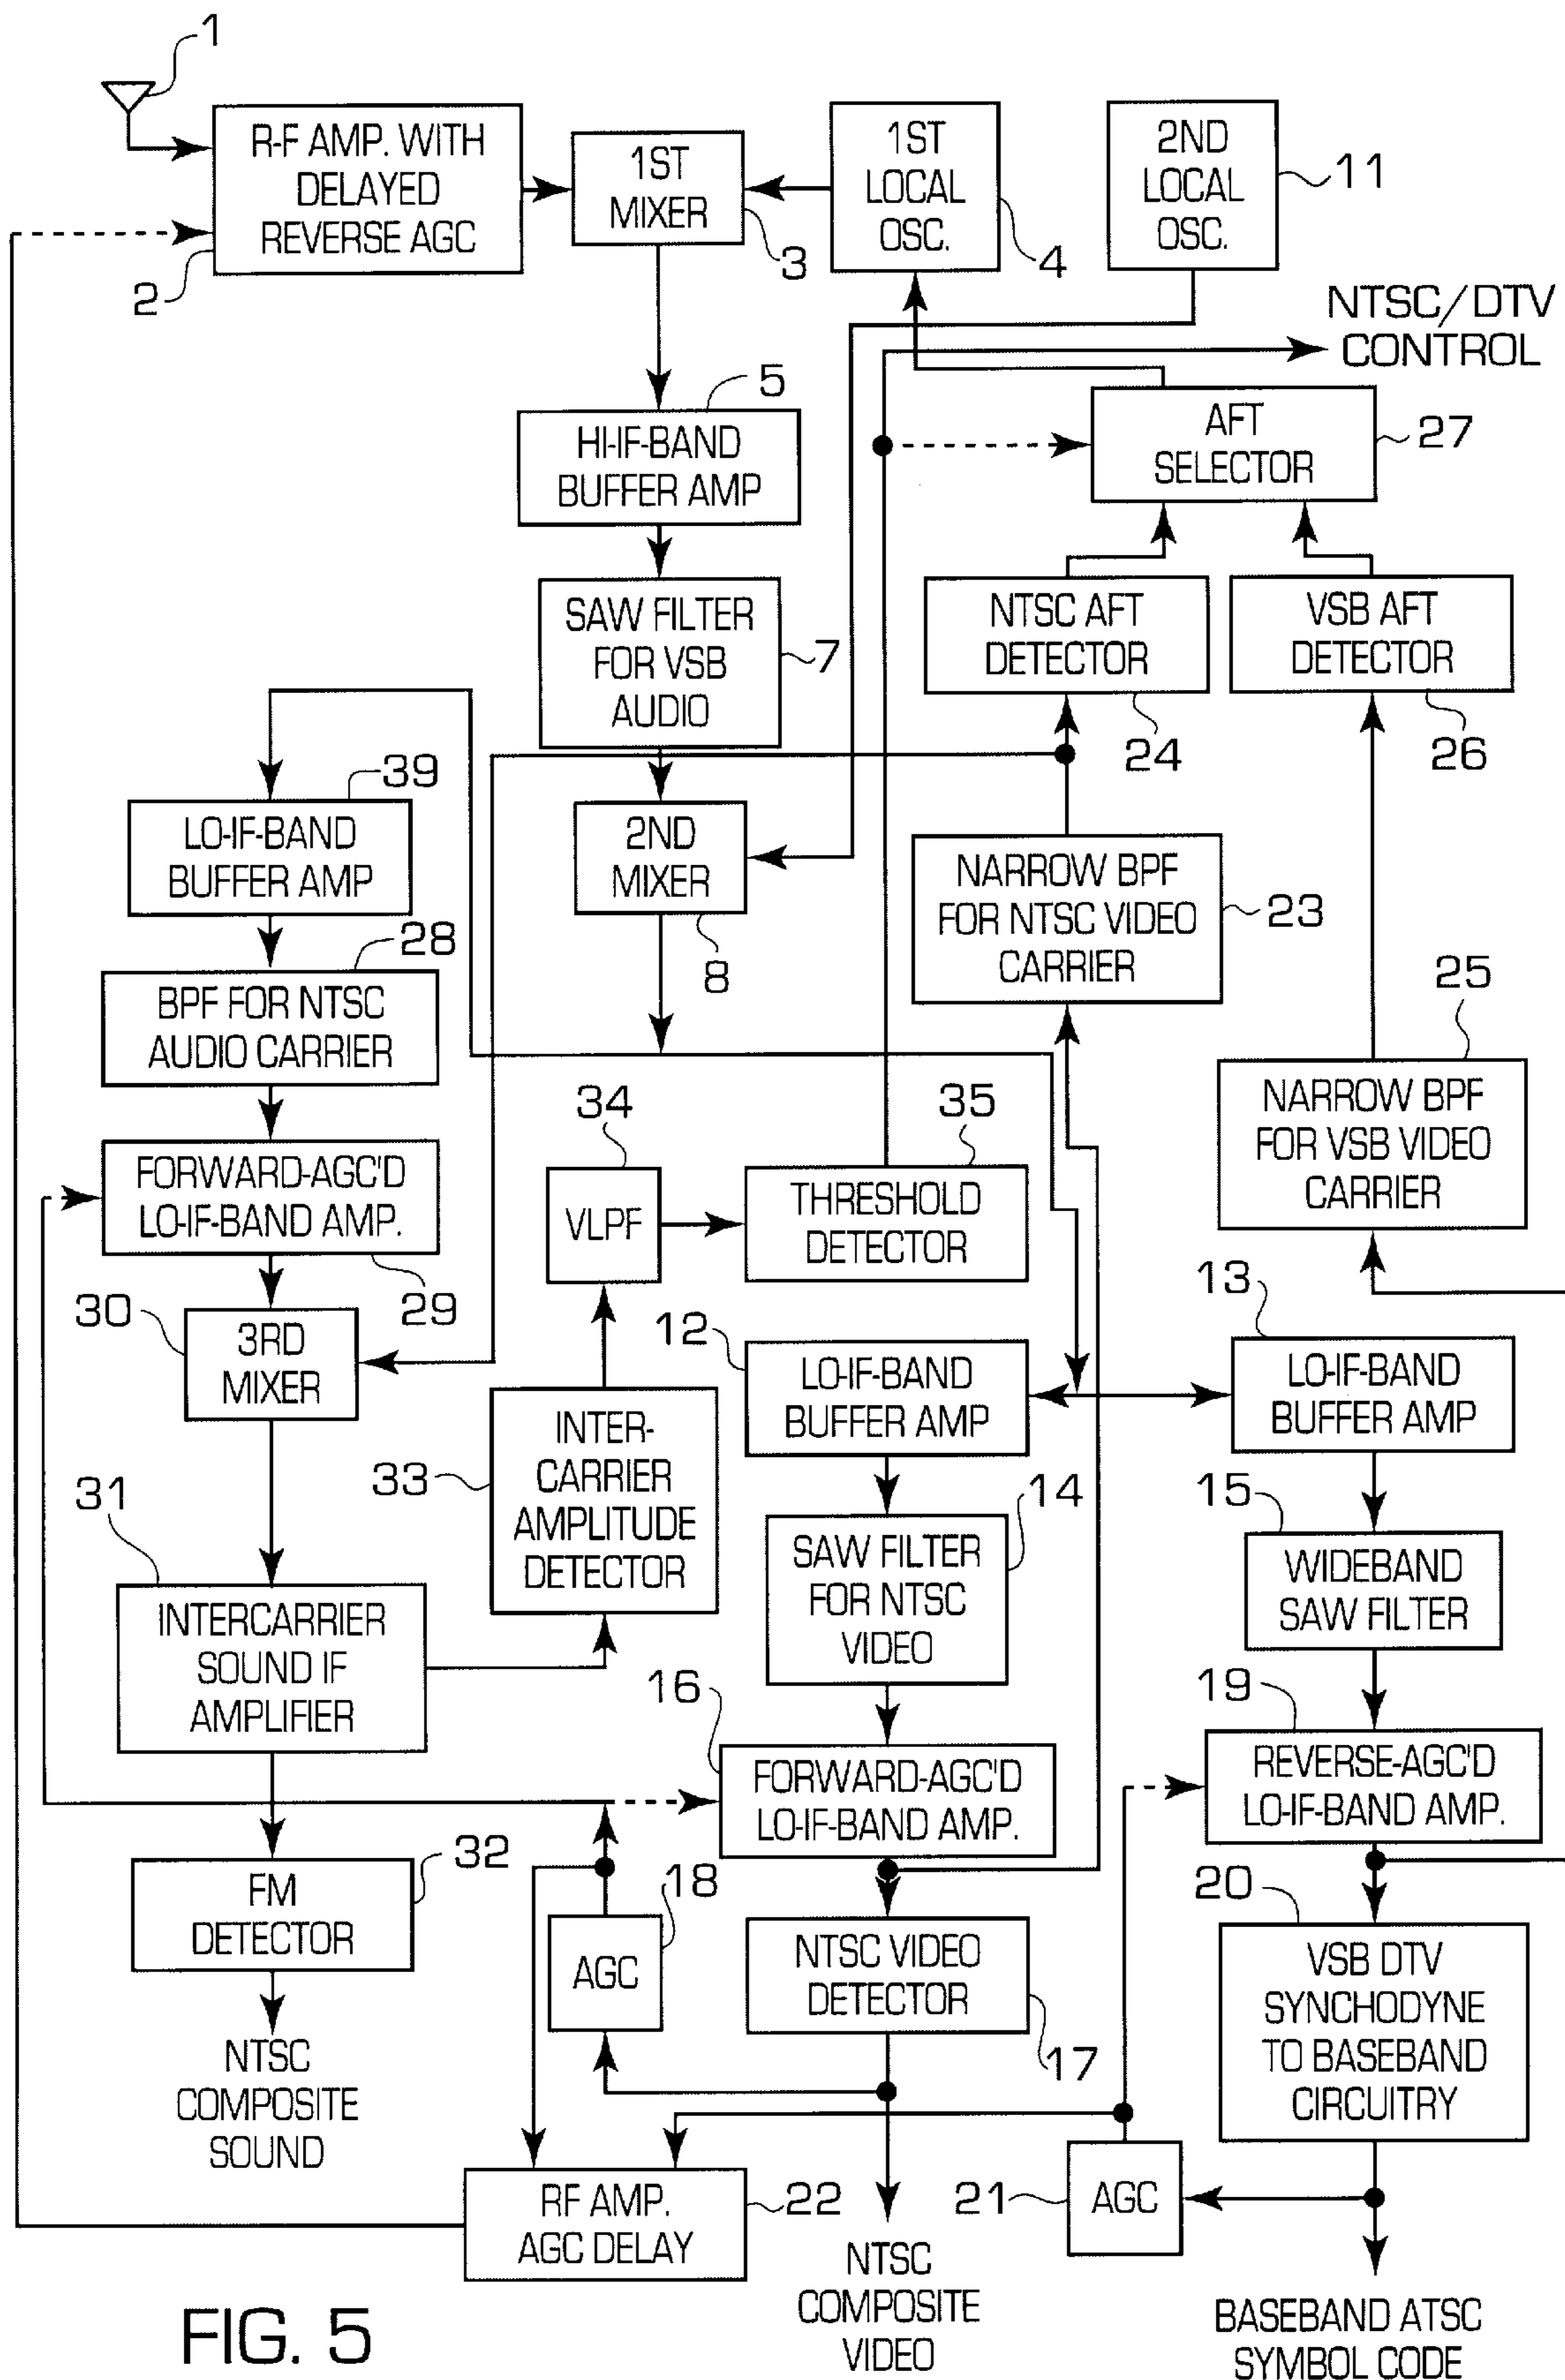 1
R-F AMP. WITH
DELAYED
REVERSE AGC
2
1ST
MIXER
3
1ST
LOCAL
OSC.
4
2ND
LOCAL
OSC.
11
NTSC/DTV
CONTROL
5
HI-IF-BAND
BUFFER AMP
AFT
SELECTOR
27
SAW FILTER
FOR VSB
AUDIO
7
NTSC AFT
DETECTOR
24
VSB AFT
DETECTOR
26
39
LO-IF-BAND
BUFFER AMP
2ND
MIXER
8
NARROW BPF
FOR NTSC VIDEO
CARRIER
23
28
BPF FOR NTSC
AUDIO CARRIER
25
NARROW BPF
FOR VSB VIDEO
CARRIER
34
VLPF
35
THRESHOLD
DETECTOR
FORWARD-AGC'D
LO-IF-BAND AMP.
29
30
3RD
MIXER
12
LO-IF-BAND
BUFFER AMP
13
LO-IF-BAND
BUFFER AMP
33
INTER-
CARRIER
AMPLITUDE
DETECTOR
14
SAW FILTER
FOR NTSC
VIDEO
15
WIDEBAND
SAW FILTER
31
INTERCARRIER
SOUND IF
AMPLIFIER
16
FORWARD-AGC'D
LO-IF-BAND AMP.
19
REVERSE-AGC'D
LO-IF-BAND AMP.
32
FM
DETECTOR
18
AGC
NTSC VIDEO
DETECTOR
17
20
VSB DTV
SYNCHODYNE
TO BASEBAND
CIRCUITRY
NTSC
COMPOSITE
SOUND
RF AMP.
AGC DELAY
22
21
AGC
NTSC
COMPOSITE
VIDEO
BASEBAND ATSC
SYMBOL CODE
FIG. 5